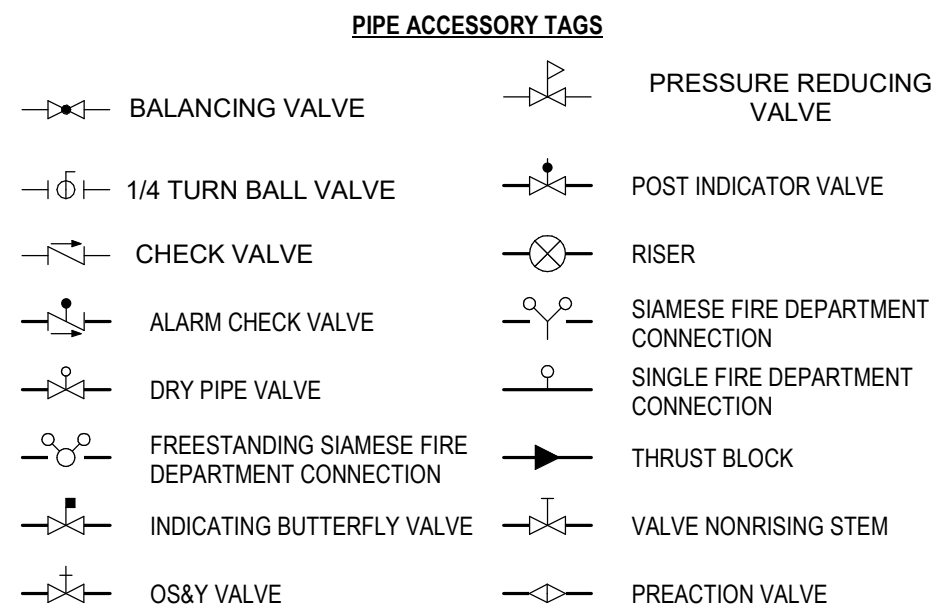 PIPE ACCESSORY TAGS
BALANCING VALVE
PRESSURE REDUCING
VALVE
1/4 TURN BALL VALVE
POST INDICATOR VALVE
CHECK VALVE
RISER
ALARM CHECK VALVE
SIAMESE FIRE DEPARTMENT
CONNECTION
DRY PIPE VALVE
SINGLE FIRE DEPARTMENT
CONNECTION
FREESTANDING SIAMESE FIRE
DEPARTMENT CONNECTION
THRUST BLOCK
INDICATING BUTTERFLY VALVE
VALVE NONRISING STEM
OS&Y VALVE
PREACTION VALVE